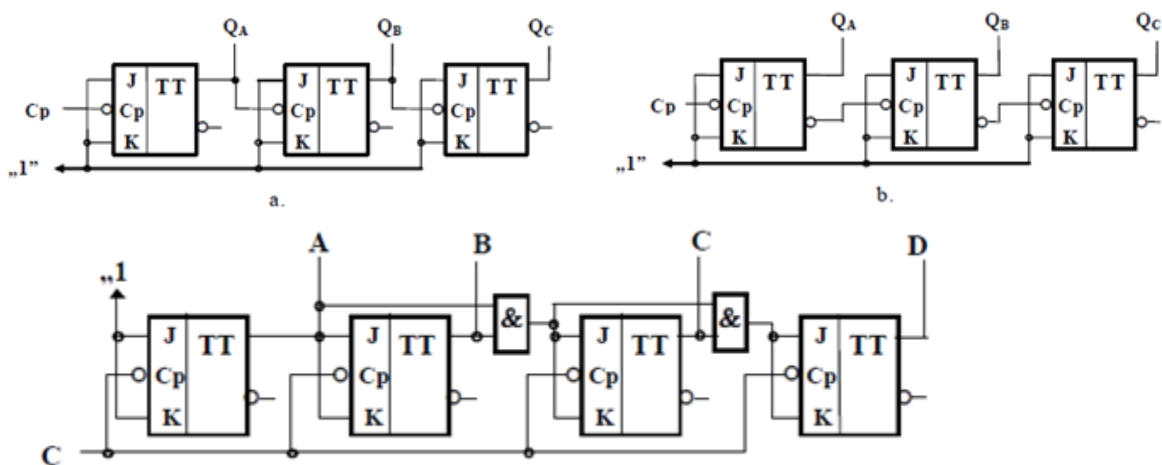 QA QB QC QA QB QC
J TT J TT J TT J TT J TT J TT
Cp Cp Cp Cp Cp Cp Cp Cp
K K K K K K
„1” „1”
a. b.
A B C D
„1
& &
J TT J TT J TT J TT
Cp Cp Cp Cp
K K K K
C